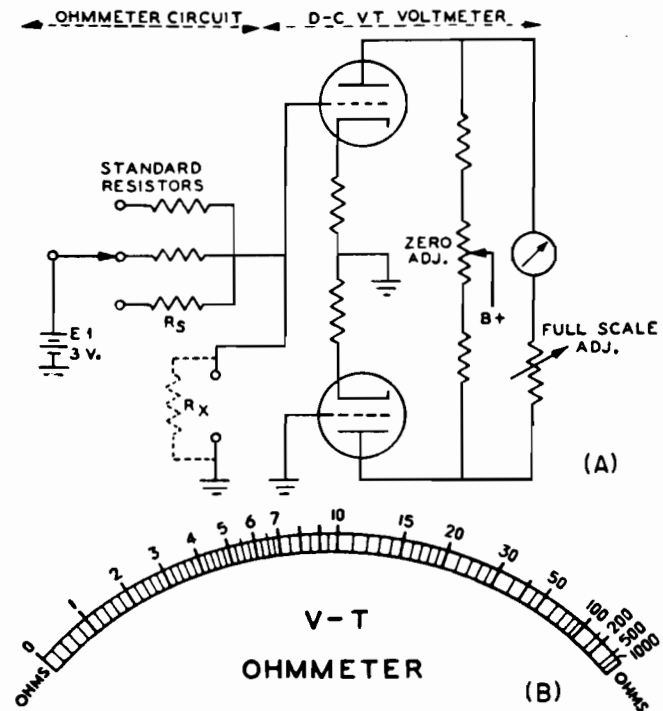 OHMMETER CIRCUIT
D-C VT VOLTMETER
STANDARD
RESISTORS
RS
E1
3 V.
RX
ZERO
ADJ.
B+
FULL SCALE
ADJ.
(A)
0 1 2 3 4 5 6 7 10 15 20 30 50 100 200 500 1000
OHMS
OHMS
V-T
OHMMETER
(B)